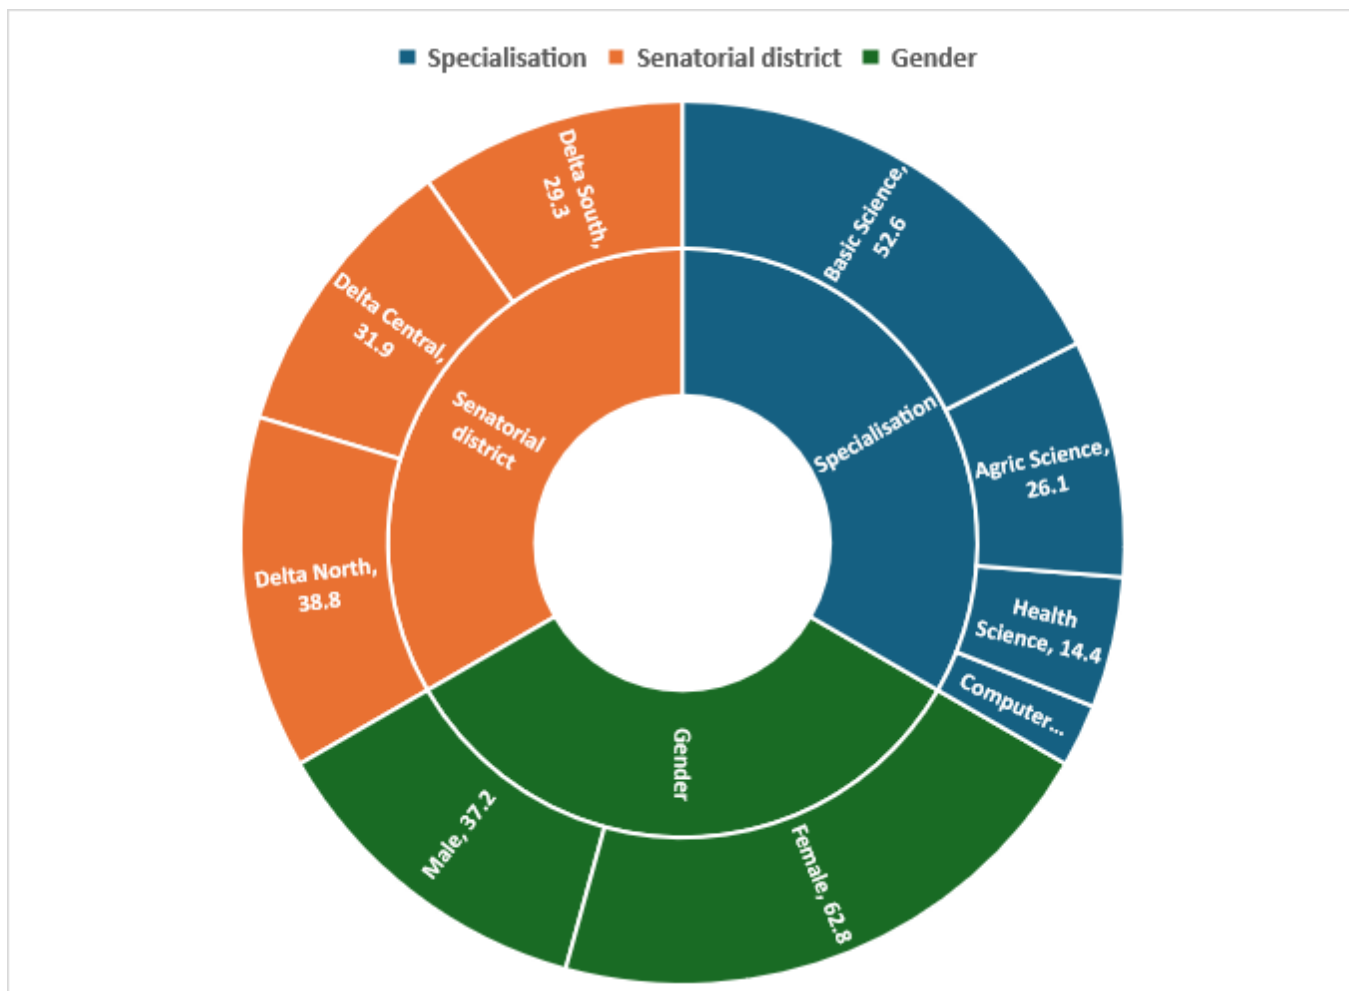 Specialisation Senatorial district Gender
Delta South,
29.3
Basic Science,
52.6
Delta Central,
31.9
Senatorial
district
Specialisation
Agric Science,
26.1
Delta North,
38.8
Health
Science, 14.4
Computer...
Gender
Male, 37.2
Female, 62.8